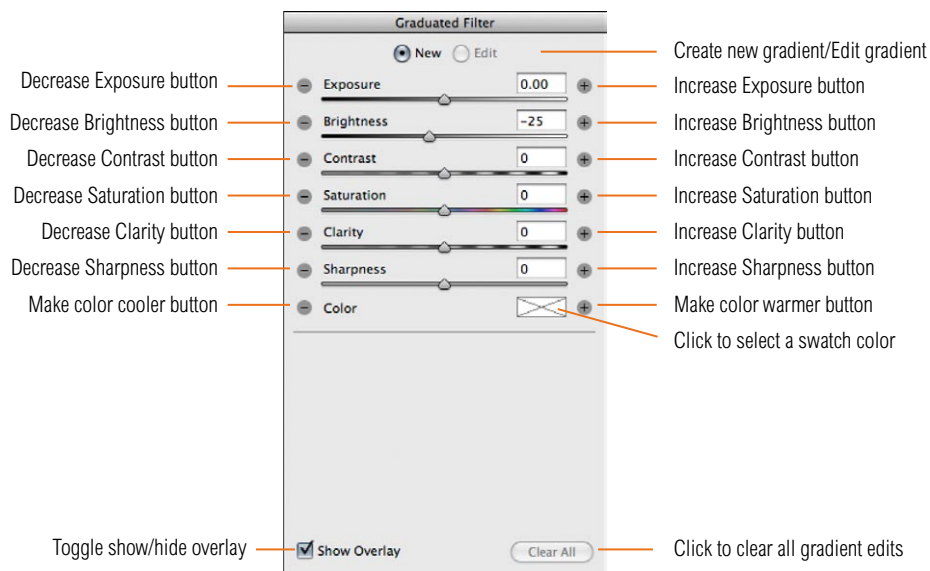 Graduated Filter
New Edit
Create new gradient/Edit gradient
Decrease Exposure button
Exposure 0.00
Increase Exposure button
Decrease Brightness button
Brightness -25
Increase Brightness button
Decrease Contrast button
Contrast 0
Increase Contrast button
Decrease Saturation button
Saturation 0
Increase Saturation button
Decrease Clarity button
Clarity 0
Increase Clarity button
Decrease Sharpness button
Sharpness 0
Increase Sharpness button
Make color cooler button
Color
Make color warmer button
Click to select a swatch color
Toggle show/hide overlay
Show Overlay
Clear All
Click to clear all gradient edits